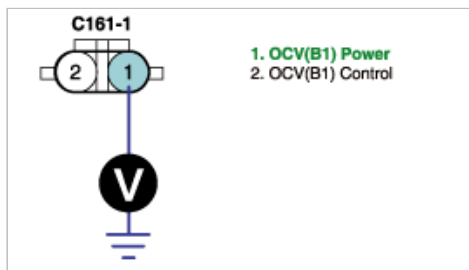 C161-1
2 1
1. OCV(B1) Power
2. OCV(B1) Control
V